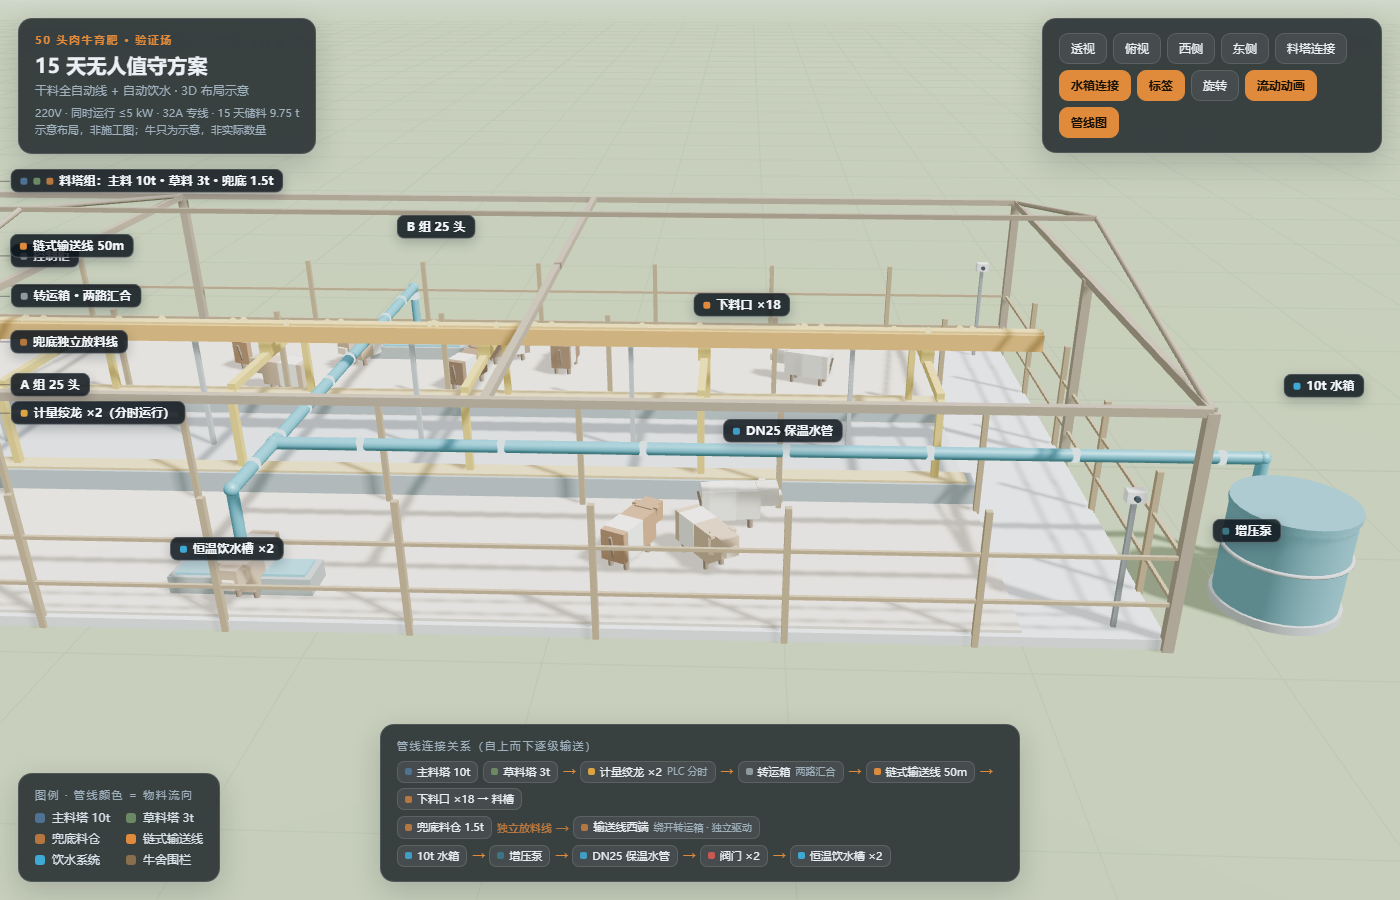 50 头肉牛育肥 • 验证场
15 天无人值守方案
干料全自动线 + 自动饮水 · 3D 布局示意
220V · 同时运行 ≤5 kW · 32A 专线 · 15 天储料 9.75 t
示意布局，非施工图；牛只为示意，非实际数量
透视 俯视 西侧 东侧 料塔连接
水箱连接 标签 旋转 流动动画
管线图
料塔组：主料 10t • 草料 3t • 兜底 1.5t
B 组 25 头
链式输送线 50m
控制柜
转运箱 • 两路汇合
下料口 ×18
兜底独立放料线
A 组 25 头
10t 水箱
计量绞龙 ×2（分时运行）
DN25 保温水管
增压泵
恒温饮水槽 ×2
管线连接关系（自上而下逐级输送）
主料塔 10t 草料塔 3t → 计量绞龙 ×2 PLC 分时 → 转运箱 两路汇合 → 链式输送线 50m →
下料口 ×18 → 料槽
兜底料仓 1.5t 独立放料线 → 输送线西端 绕开转运箱 · 独立驱动
10t 水箱 → 增压泵 → DN25 保温水管 → 阀门 ×2 → 恒温饮水槽 ×2
图例 · 管线颜色 = 物料流向
主料塔 10t 草料塔 3t
兜底料仓 链式输送线
饮水系统 牛舍围栏